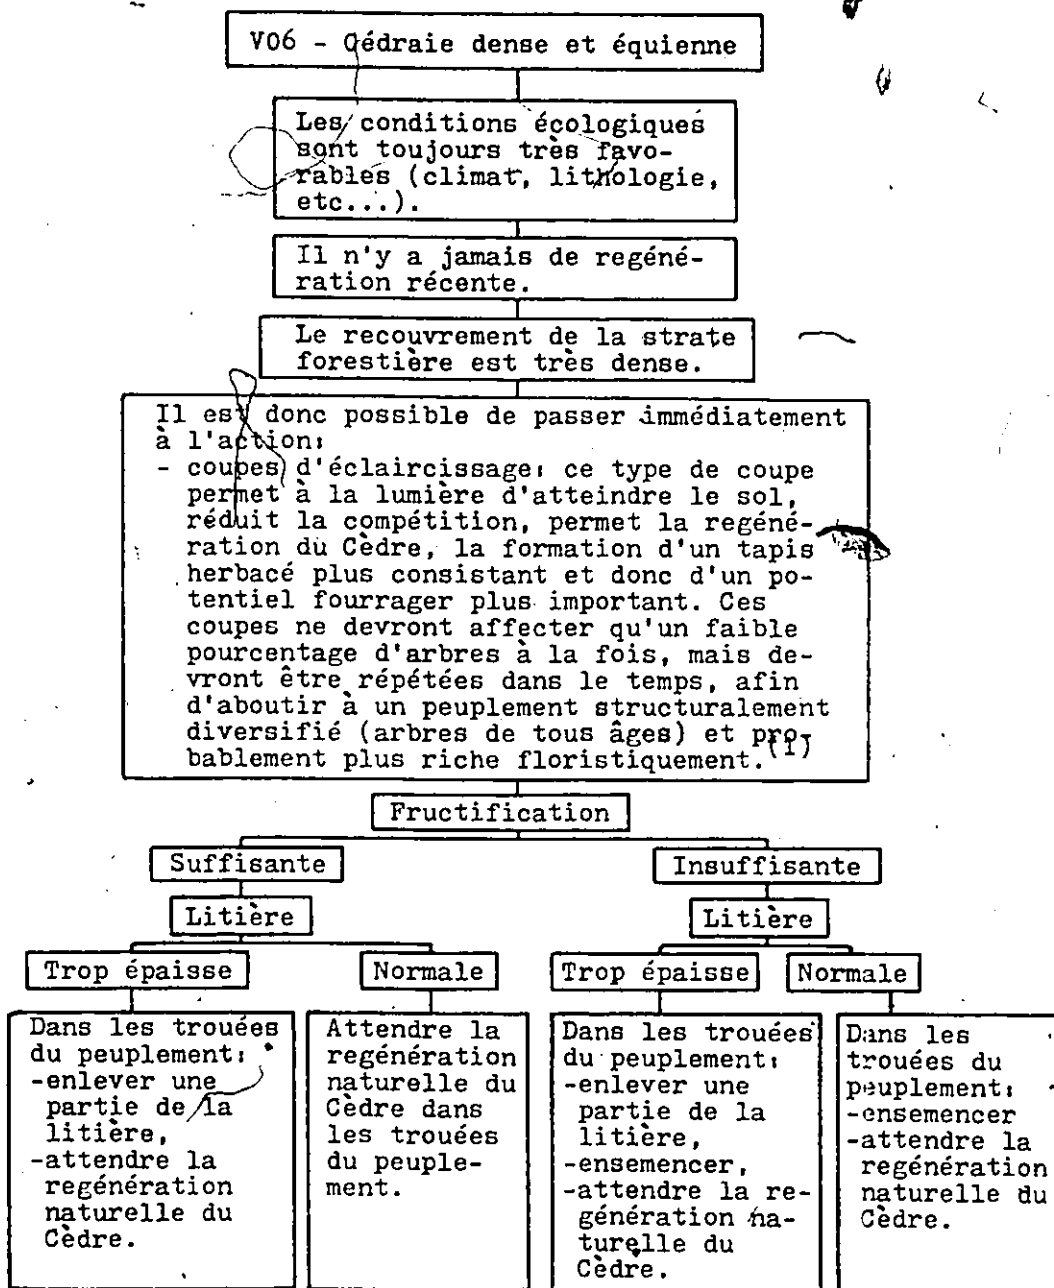 V06 - Cédraie dense et équienne
Les conditions écologiques
sont toujours très favo-
rables (climat, lithologie,
etc...).
Il n'y a jamais de regéné-
ration récente.
Le recouvrement de la strate
forestière est très dense.
Il est donc possible de passer immédiatement
à l'action:
- coupes d'éclaircissage: ce type de coupe
permet à la lumière d'atteindre le sol,
réduit la compétition, permet la regéné-
ration du Cèdre, la formation d'un tapis
herbacé plus consistant et donc d'un po-
tentiel fourrager plus important. Ces
coupes ne devront affecter qu'un faible
pourcentage d'arbres à la fois, mais de-
vront être répétées dans le temps, afin
d'aboutir à un peuplement structuralement
diversifié (arbres de tous âges) et pro-
bablement plus riche floristiquement.(1)
Fructification
Suffisante
Insuffisante
Litière
Litière
Trop épaisse
Normale
Trop épaisse
Normale
Dans les trouées
du peuplement:
-enlever une
partie de la
litière,
-attendre la
regénération
naturelle du
Cèdre.
Attendre la
regénération
naturelle du
Cèdre dans
les trouées
du peuple-
ment.
Dans les trouées
du peuplement:
-enlever une
partie de la
litière,
-ensemencer,
-attendre la re-
génération na-
turelle du
Cèdre.
Dans les
trouées du
peuplement:
-ensemencer
-attendre la
regénération
naturelle du
Cèdre.